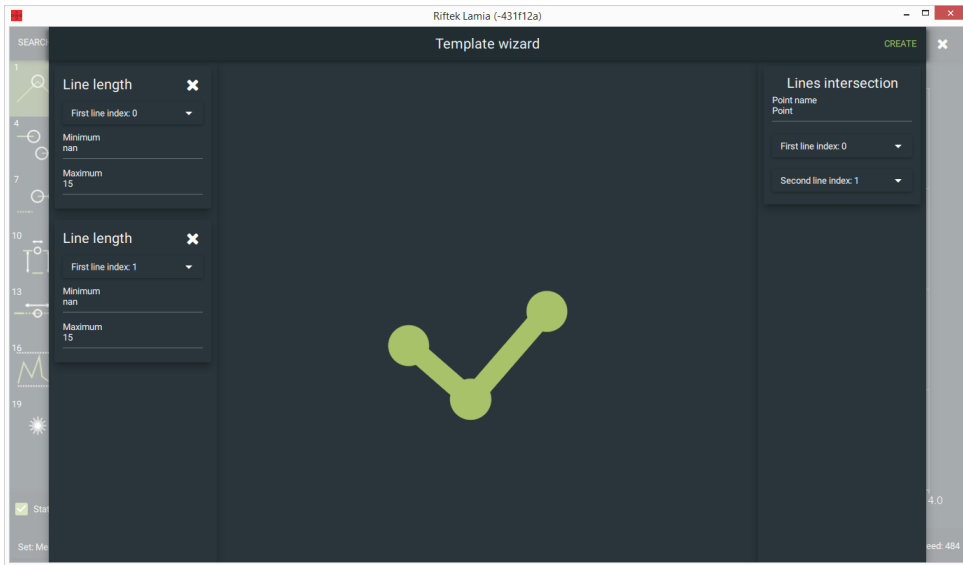 Riftek Lamia (-431f12a)
SEARC
Template wizard
CREATE
1
4
7
10
13
16
19
Line length
First line index: 0
Minimum
nan
Maximum
15
Line length
First line index: 1
Minimum
nan
Maximum
15
Lines intersection
Point name
Point
First line index: 0
Second line index: 1
4.0
Stat
Set: Me
eed: 484